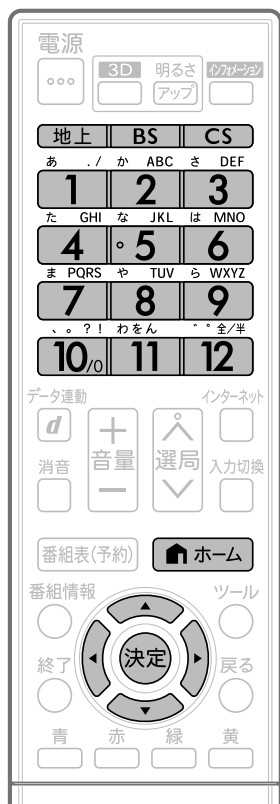 電源
3D 明るさ インフォメーション
アップ
地上 BS CS
あ ./ か ABC さ DEF
1 2 3
た GHI な JKL は MNO
4 5 6
ま PQRS や TUV ら WXYZ
7 8 9
、。?! わをん ゛゜全/半
10/0 11 12
データ連動 インターネット
d + ヘ
消音 音量 選局 入力切換
−
番組表(予約) ホーム
番組情報 ツール
決定
終了 戻る
青 赤 緑 黄